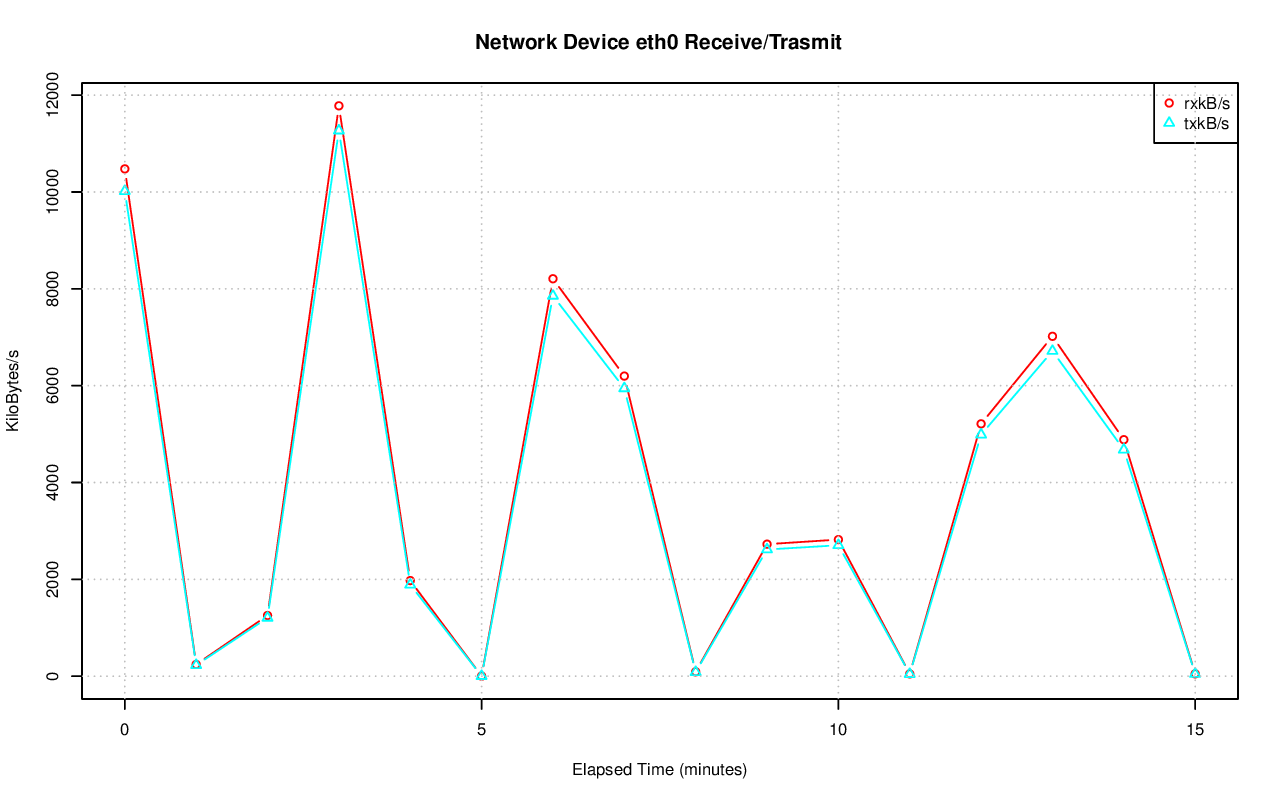 Network Device eth0 Receive/Trasmit
rxkB/s
txkB/s
KiloBytes/s
12000
10000
8000
6000
4000
2000
0
0 5 10 15
Elapsed Time (minutes)